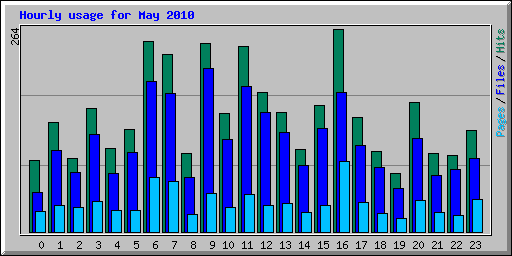 Hourly usage for May 2010
264
Pages / Files / Hits
0 1 2 3 4 5 6 7 8 9 10 11 12 13 14 15 16 17 18 19 20 21 22 23